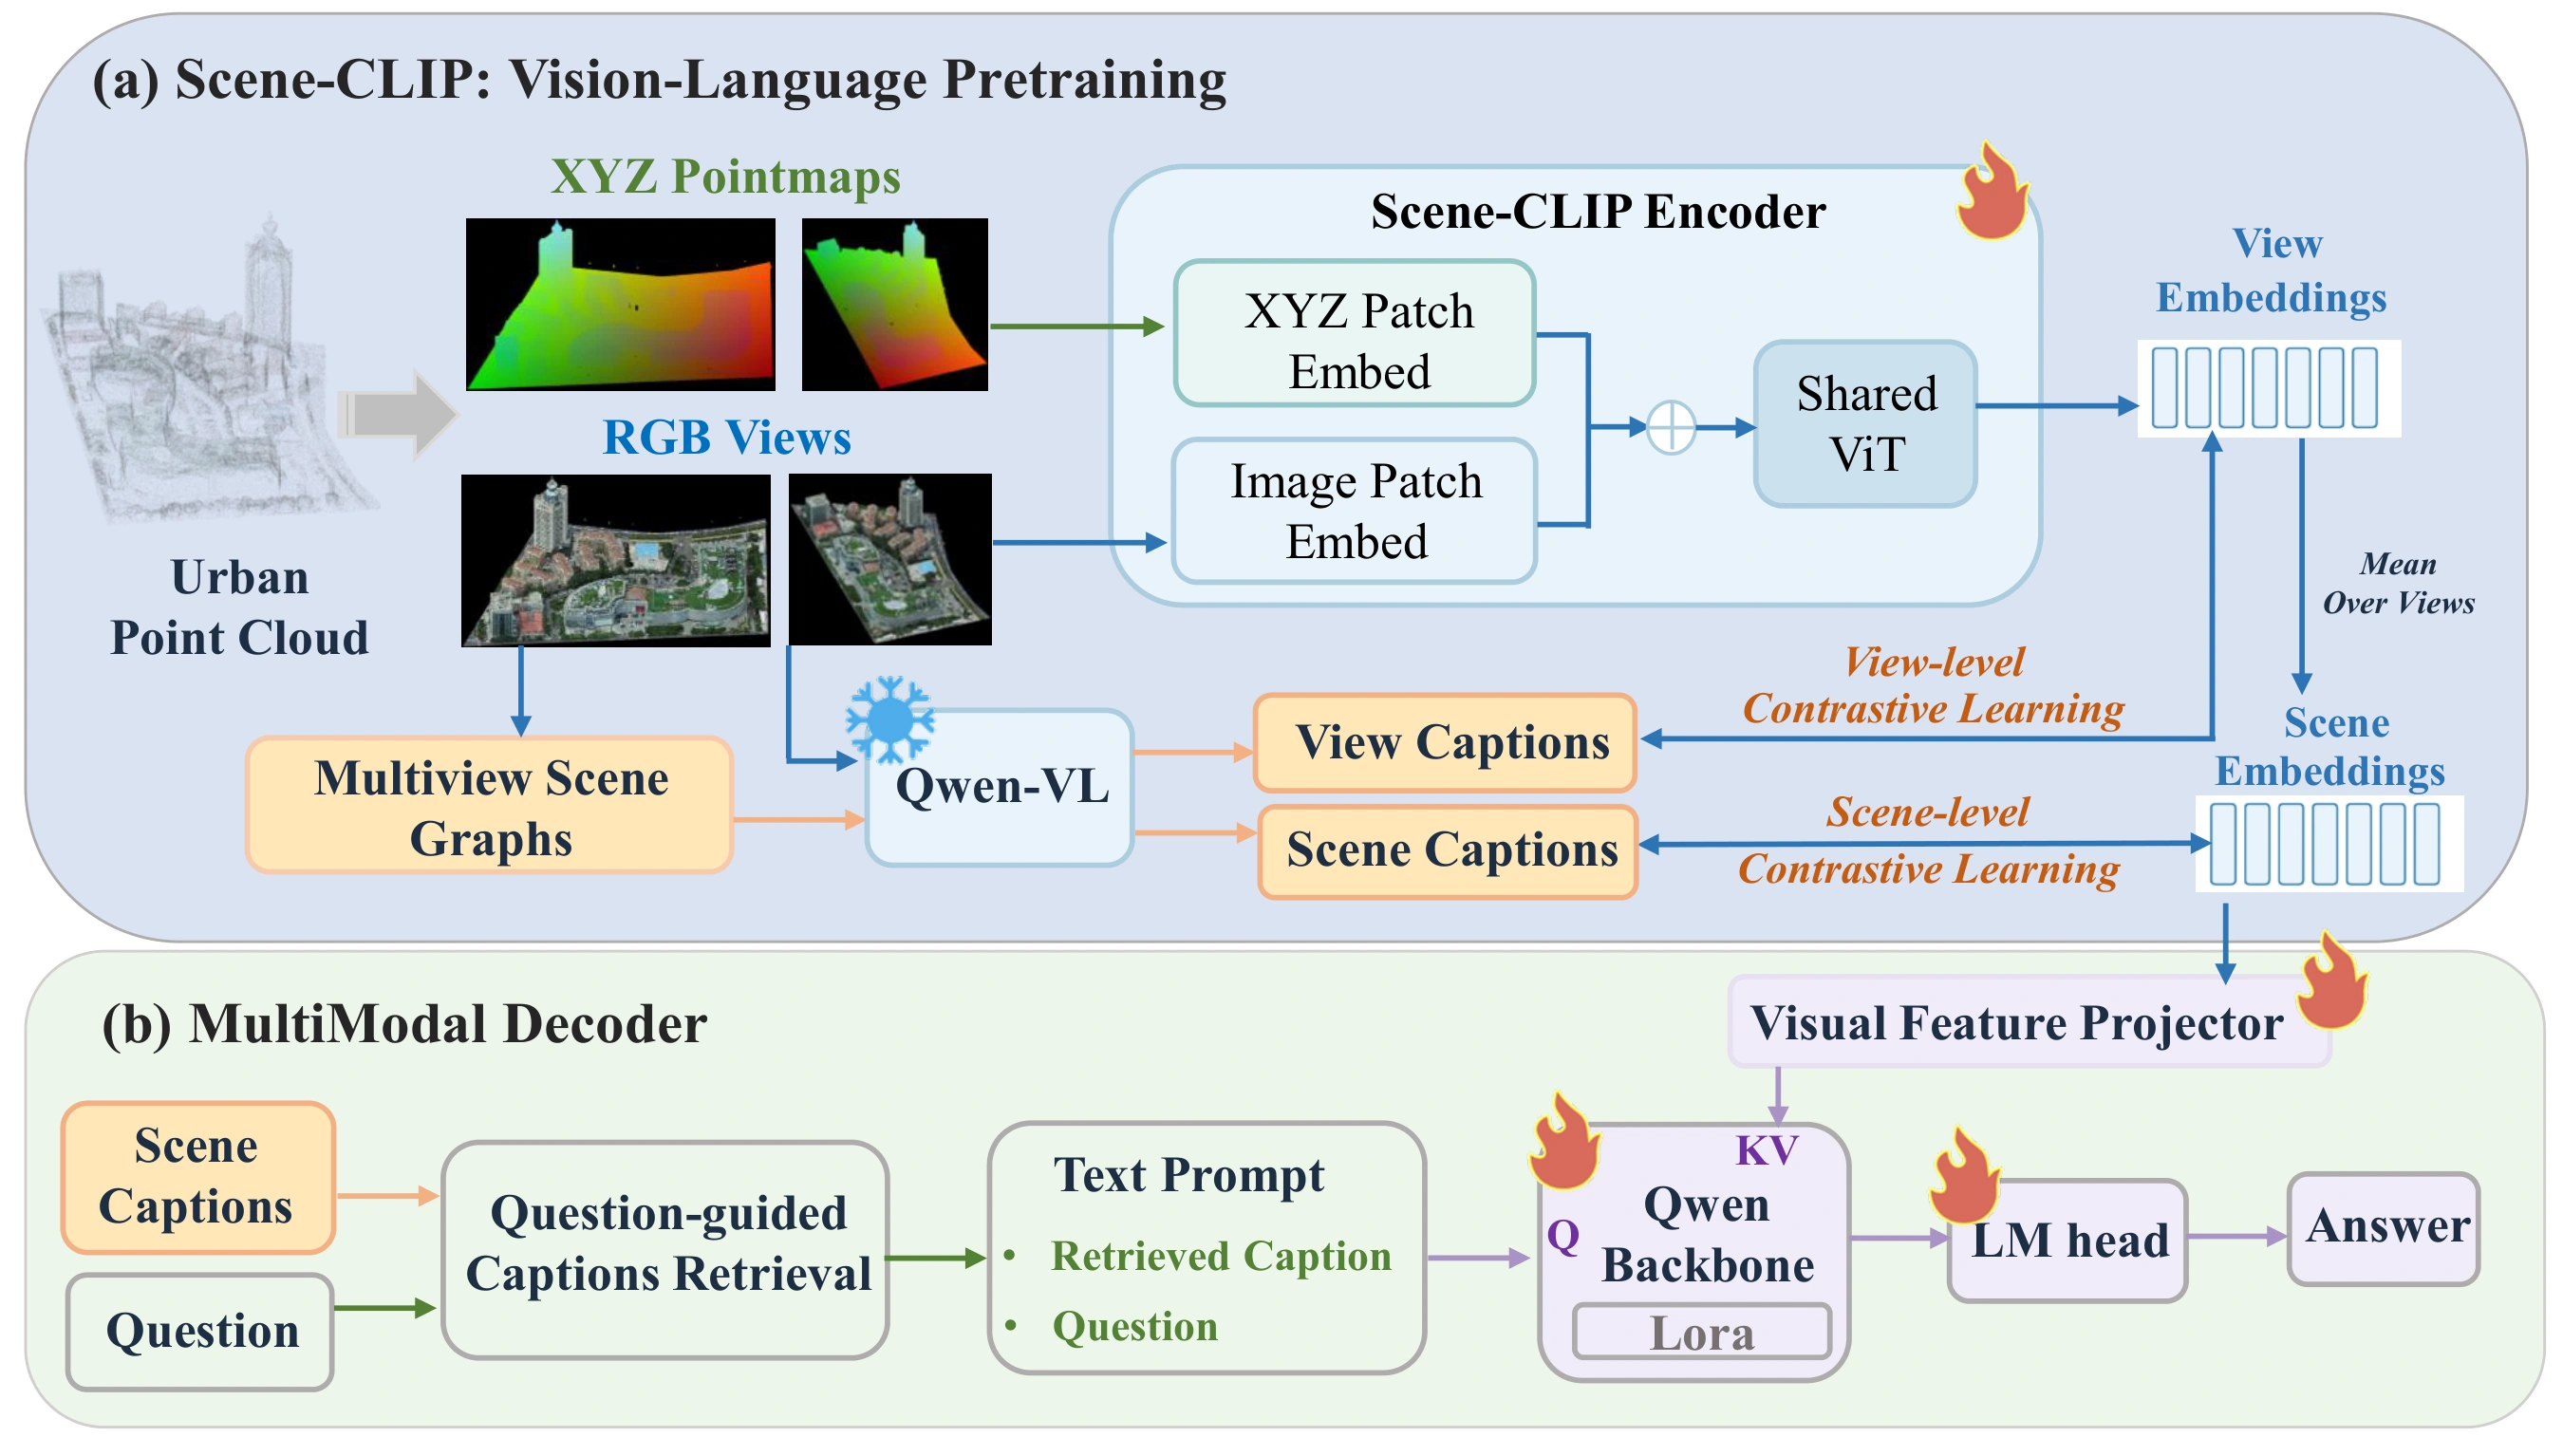 (a) Scene-CLIP: Vision-Language Pretraining
XYZ Pointmaps
RGB Views
Urban
Point Cloud
Scene-CLIP Encoder
XYZ Patch
Embed
Image Patch
Embed
Shared
ViT
View
Embeddings
Mean
Over Views
Scene
Embeddings
Multiview Scene
Graphs
Qwen-VL
View Captions
Scene Captions
View-level
Contrastive Learning
Scene-level
Contrastive Learning
(b) MultiModal Decoder
Visual Feature Projector
Scene
Captions
Question
Question-guided
Captions Retrieval
Text Prompt
• Retrieved Caption
• Question
KV
Q
Qwen
Backbone
Lora
LM head
Answer